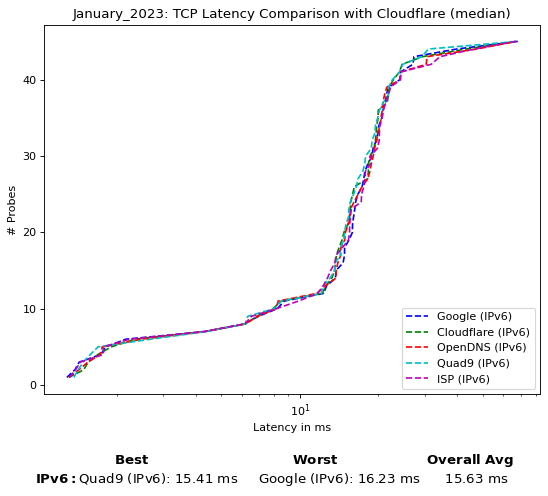 January_2023: TCP Latency Comparison with Cloudflare (median)
# Probes
40
30
20
10
0
10^1
Latency in ms
Google (IPv6)
Cloudflare (IPv6)
OpenDNS (IPv6)
Quad9 (IPv6)
ISP (IPv6)
Best Worst Overall Avg
IPv6: Quad9 (IPv6): 15.41 ms Google (IPv6): 16.23 ms 15.63 ms